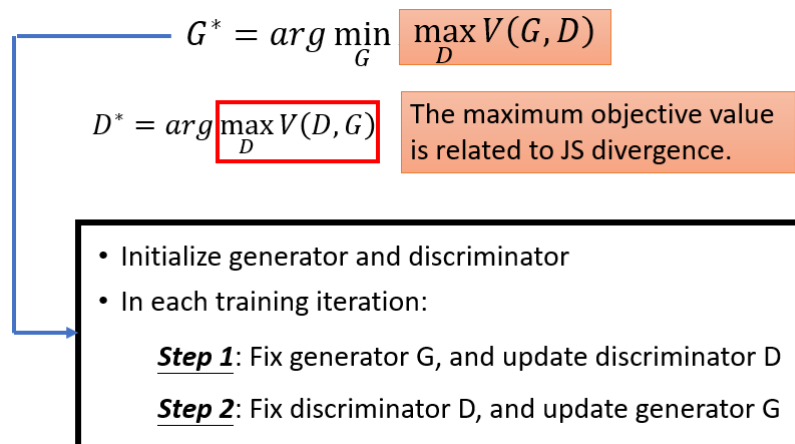 G* = arg min_G max_D V(G, D)
D* = arg max_D V(D, G)
The maximum objective value
is related to JS divergence.
• Initialize generator and discriminator
• In each training iteration:
Step 1: Fix generator G, and update discriminator D
Step 2: Fix discriminator D, and update generator G